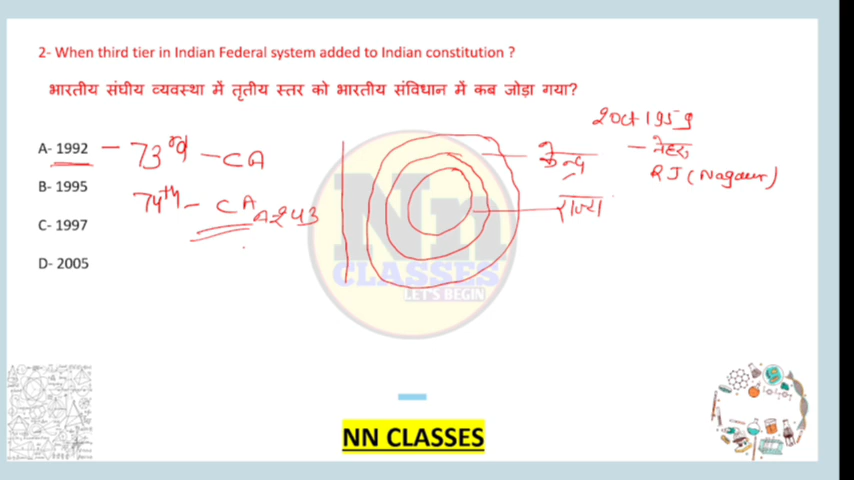 2- When third tier in Indian Federal system added to Indian constitution ?
भारतीय संघीय व्यवस्था में तृतीय स्तर को भारतीय संविधान में कब जोड़ा गया?
2 Oct 1959
- नेहरू
RJ (Nagaur)
A- 1992 - 73rd - CA
B- 1995
74th - CA
A243
C- 1997
D- 2005
केन्द्र
राज्य
Nn
CLASSES
LET'S BEGIN
NN CLASSES